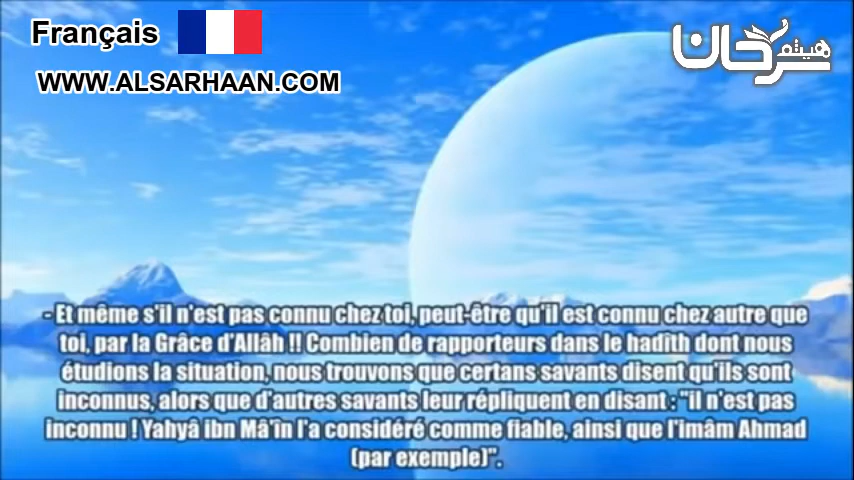 Français
WWW.ALSARHAAN.COM
هيثم
سرحان
- Et même s'il n'est pas connu chez toi, peut-être qu'il est connu chez autre que
toi, par la Grâce d'Allâh !! Combien de rapporteurs dans le hadîth dont nous
étudions la situation, nous trouvons que certans savants disent qu'ils sont
inconnus, alors que d'autres savants leur répliquent en disant : "il n'est pas
inconnu ! Yahyâ ibn Mâ'în l'a considéré comme fiable, ainsi que l'imâm Ahmad
(par exemple)".